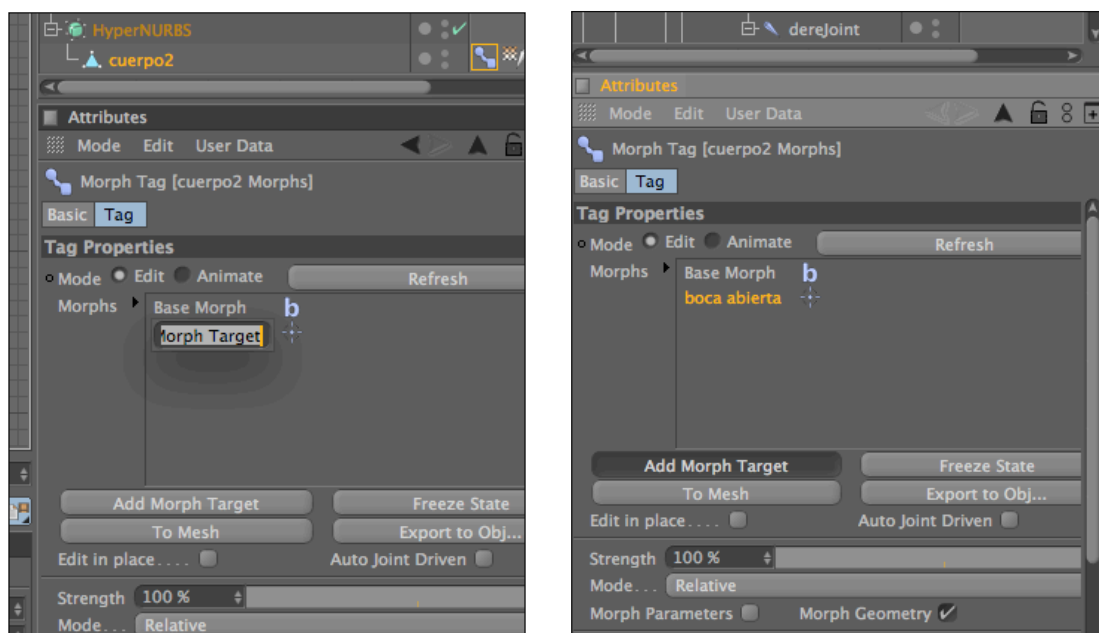 HyperNURBS
cuerpo2
Attributes
Mode Edit User Data
Morph Tag [cuerpo2 Morphs]
Basic Tag
Tag Properties
Mode Edit Animate Refresh
Morphs Base Morph b
Morph Target
Add Morph Target Freeze State
To Mesh Export to Obj...
Edit in place.... Auto Joint Driven
Strength 100 %
Mode... Relative
dereJoint
Attributes
Mode Edit User Data
Morph Tag [cuerpo2 Morphs]
Basic Tag
Tag Properties
Mode Edit Animate Refresh
Morphs Base Morph b
boca abierta
Add Morph Target Freeze State
To Mesh Export to Obj...
Edit in place.... Auto Joint Driven
Strength 100 %
Mode... Relative
Morph Parameters Morph Geometry